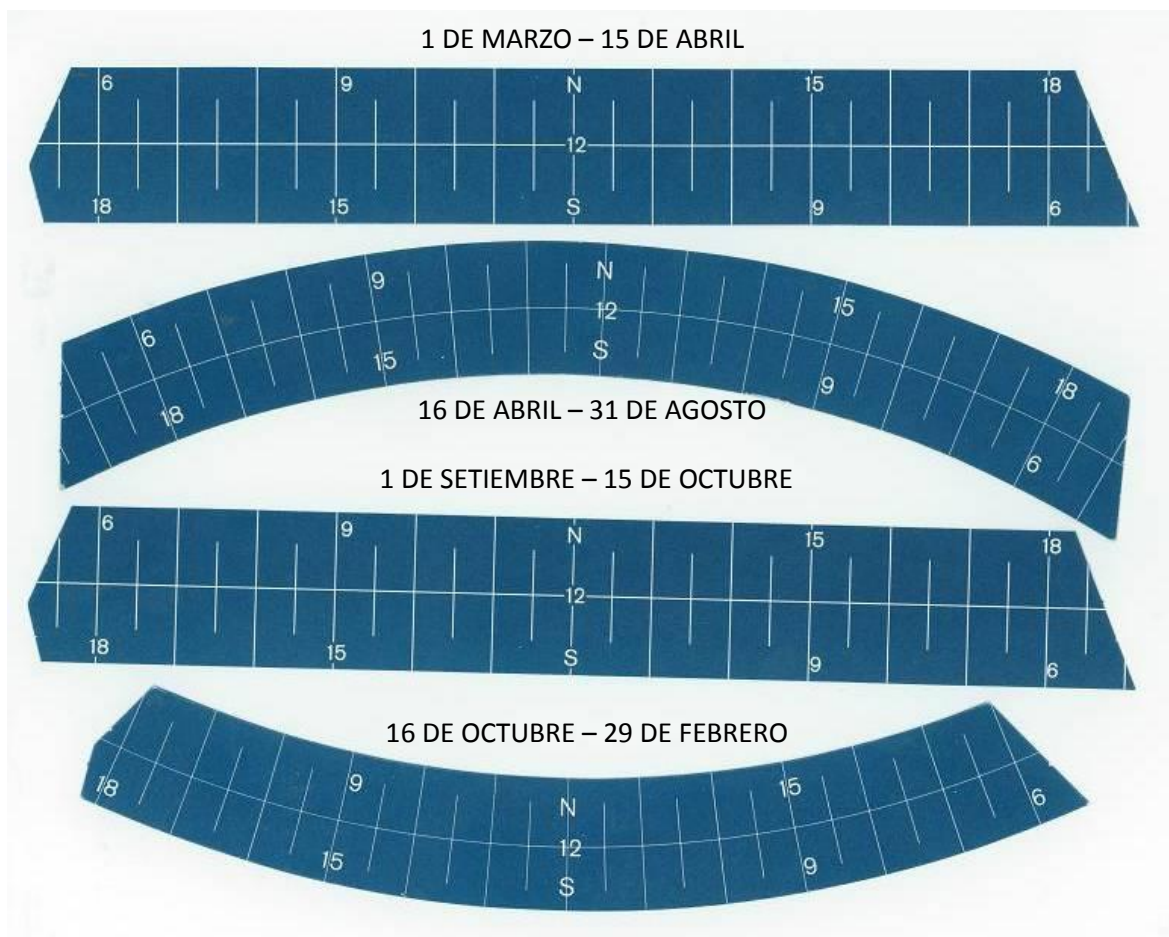 1 DE MARZO – 15 DE ABRIL
6 9 N 15 18
12
18 15 S 9 6
6 9 N 15 18
12
18 15 S 9 6
16 DE ABRIL – 31 DE AGOSTO
1 DE SETIEMBRE – 15 DE OCTUBRE
6 9 N 15 18
12
18 15 S 9 6
16 DE OCTUBRE – 29 DE FEBRERO
9 N 15
12
18 15 S 9 6